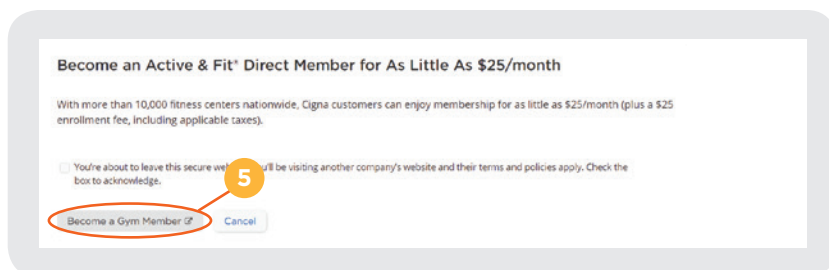 Become an Active & Fit® Direct Member for As Little As $25/month
With more than 10,000 fitness centers nationwide, Cigna customers can enjoy membership for as little as $25/month (plus a $25
enrollment fee, including applicable taxes).
You're about to leave this secure we 'll be visiting another company's website and their terms and policies apply. Check the
box to acknowledge.
5
Become a Gym Member
Cancel